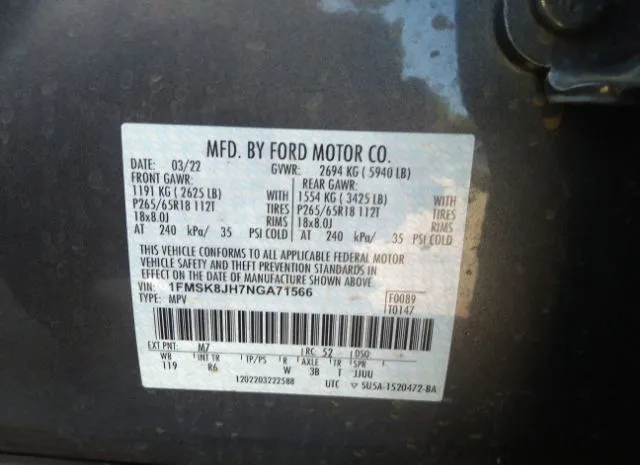 MFD. BY FORD MOTOR CO.
DATE: 03/22 GVWR: 2694 KG ( 5940 LB)
FRONT GAWR: REAR GAWR:
1191 KG ( 2625 LB) WITH 1554 KG ( 3425 LB) WITH
P265/65R18 112T TIRES P265/65R18 112T TIRES
18x8.0J RIMS 18x8.0J RIMS
AT 240 kPa/ 35 PSI COLD AT 240 kPa/ 35 PSI COLD
THIS VEHICLE CONFORMS TO ALL APPLICABLE FEDERAL MOTOR
VEHICLE SAFETY AND THEFT PREVENTION STANDARDS IN
EFFECT ON THE DATE OF MANUFACTURE SHOWN ABOVE.
VIN: 1FMSK8JH7NGA71566
TYPE: MPV
F0089
T0147
EXT PNT: M7 RC: 52 DSO:
WB INT TR TP/PS R AXLE TR SPR
119 R6 W 3B T JJUU
1202203222588 UTC ▽ SU5A-1520472-BA